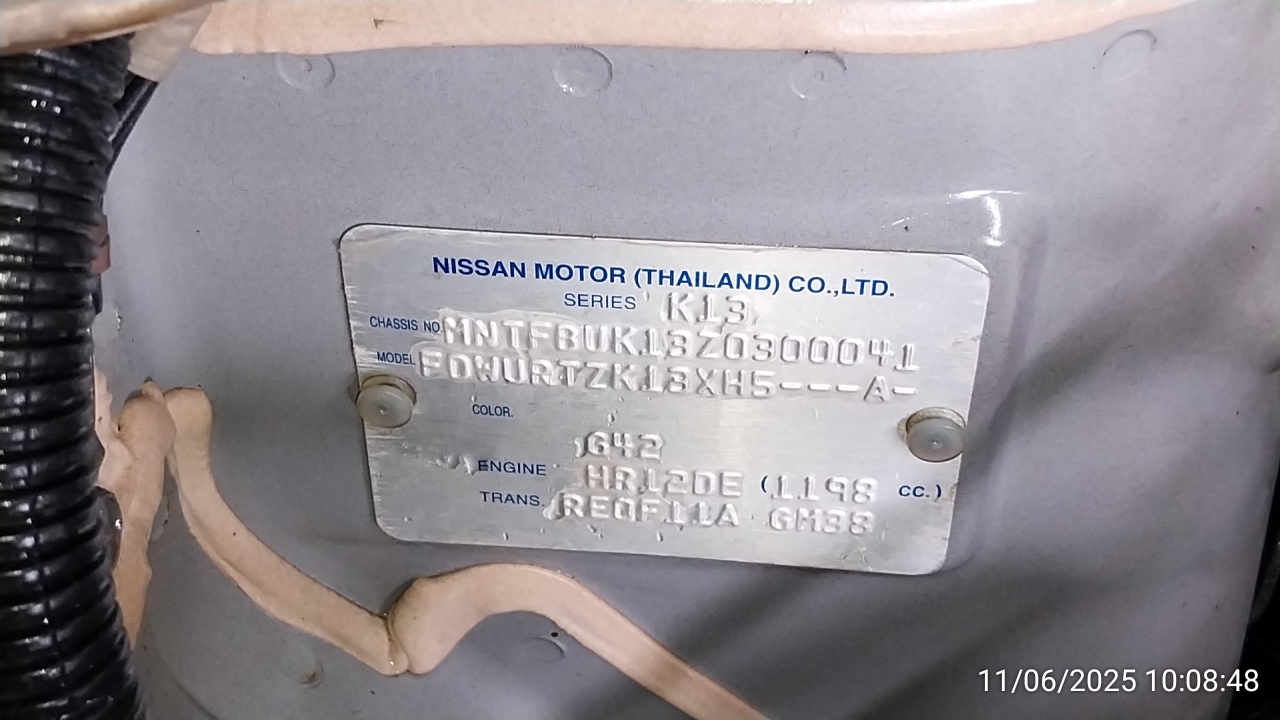 NISSAN MOTOR (THAILAND) CO.,LTD.
SERIES K13
CHASSIS NO. MNTFBUK13Z0300041
MODEL FDWURTZK13XH5---A-
COLOR.
G42
ENGINE HR12DE (1198 CC.)
TRANS. RE0F11A GM38
11/06/2025 10:08:48